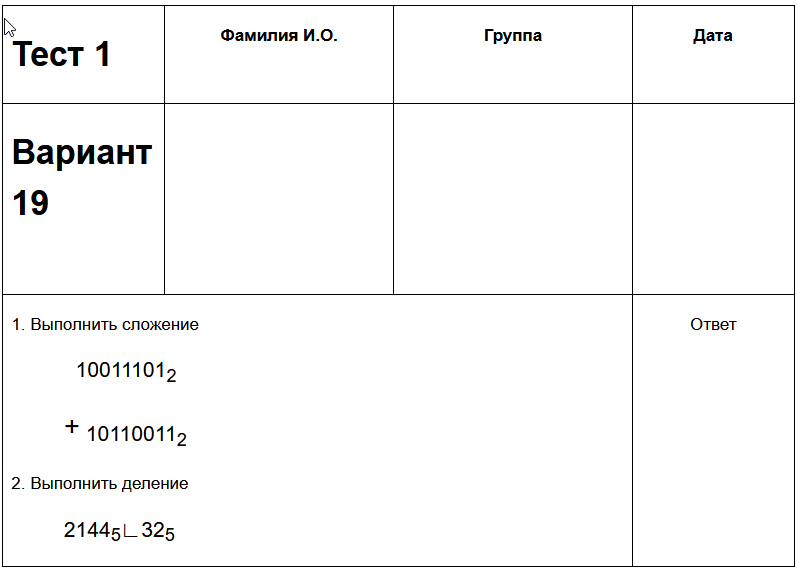 Тест 1
Фамилия И.О.
Группа
Дата
Вариант
19
1. Выполнить сложение
Ответ
10011101₂
+ 10110011₂
2. Выполнить деление
2144₅∟32₅